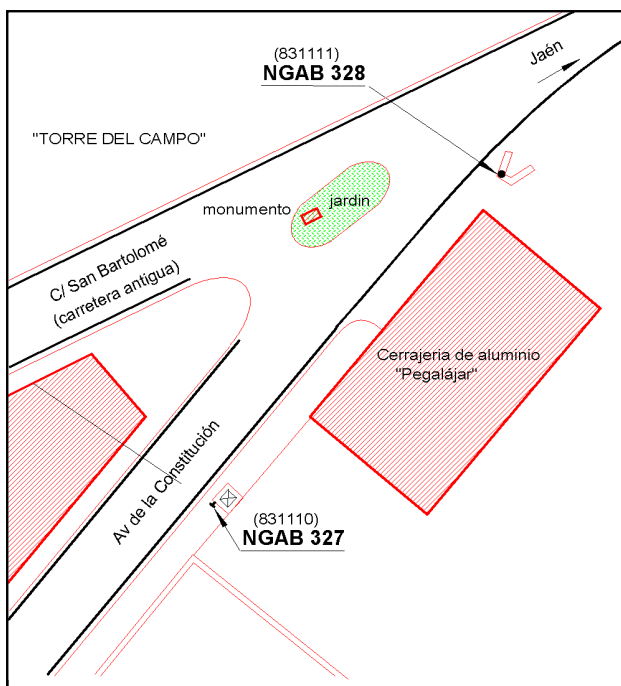 (831111)
NGAB 328
Jaén
"TORRE DEL CAMPO"
monumento
jardin
C/ San Bartolomé
(carretera antigua)
Cerrajeria de aluminio
"Pegalájar"
Av de la Constitución
(831110)
NGAB 327